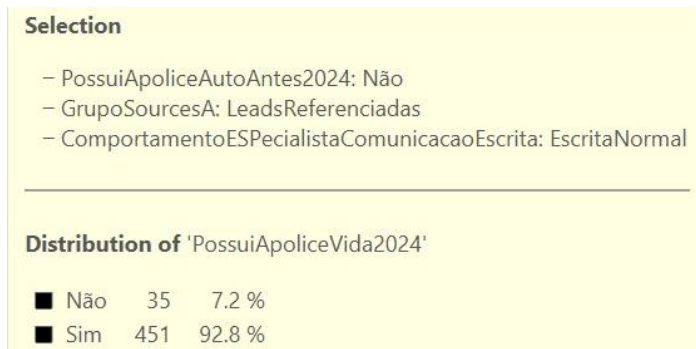 Selection
– PossuiApoliceAutoAntes2024: Não
– GrupoSourcesA: LeadsReferenciadas
– ComportamentoESPecialistaComunicacaoEscrita: EscritaNormal
Distribution of 'PossuiApoliceVida2024'
Não 35 7.2 %
Sim 451 92.8 %